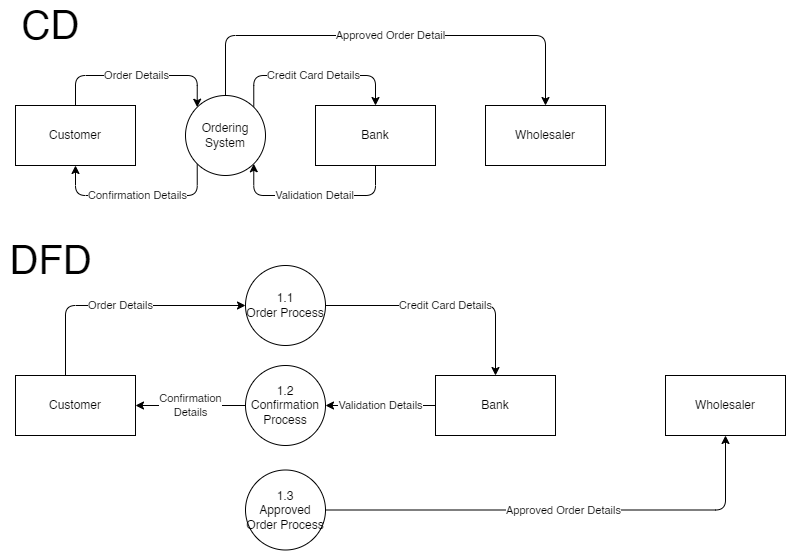 CD
Approved Order Detail
Order Details
Credit Card Details
Customer
Ordering
System
Bank
Wholesaler
Confirmation Details
Validation Detail
DFD
1.1
Order Process
Order Details
Credit Card Details
Customer
Confirmation
Details
1.2
Confirmation
Process
Validation Details
Bank
Wholesaler
1.3
Approved
Order Process
Approved Order Details